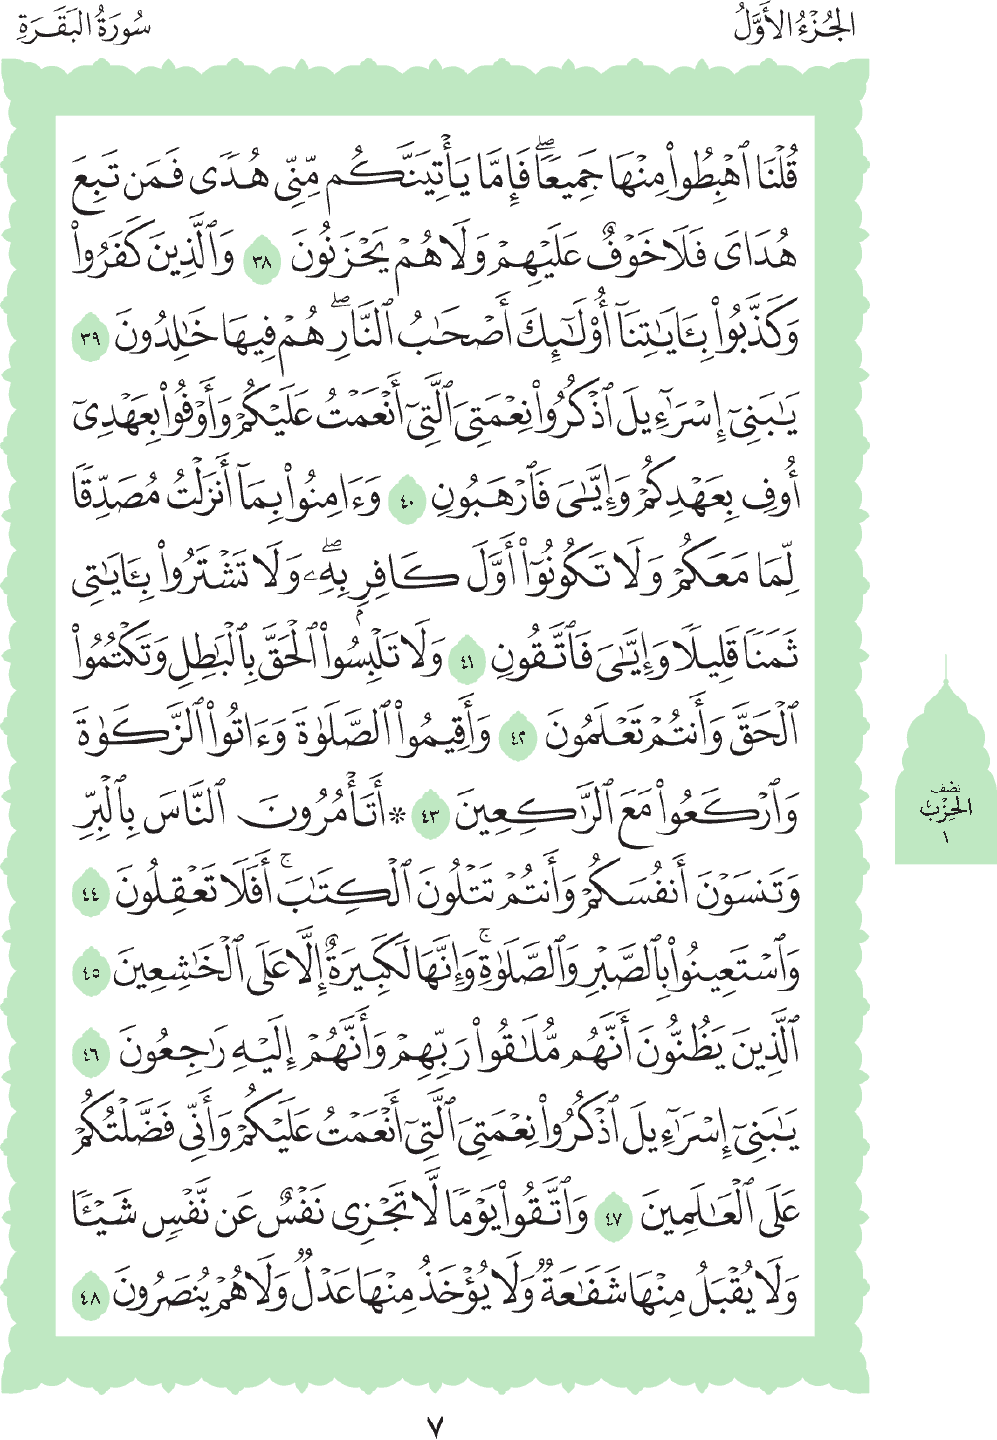 الجُزْءُ الأَوَّلُ
سُورَةُ البَقَرَةِ
قُلْنَا ٱهْبِطُوا۟ مِنْهَا جَمِيعًاۖ فَإِمَّا يَأْتِيَنَّكُم مِّنِّى هُدًى فَمَن تَبِعَ
هُدَاىَ فَلَا خَوْفٌ عَلَيْهِمْ وَلَا هُمْ يَحْزَنُونَ ٣٨ وَٱلَّذِينَ كَفَرُوا۟
وَكَذَّبُوا۟ بِـَٔايَـٰتِنَآ أُو۟لَـٰٓئِكَ أَصْحَـٰبُ ٱلنَّارِۖ هُمْ فِيهَا خَـٰلِدُونَ ٣٩
يَـٰبَنِىٓ إِسْرَٰٓءِيلَ ٱذْكُرُوا۟ نِعْمَتِىَ ٱلَّتِىٓ أَنْعَمْتُ عَلَيْكُمْ وَأَوْفُوا۟ بِعَهْدِىٓ
أُوفِ بِعَهْدِكُمْ وَإِيَّـٰىَ فَٱرْهَبُونِ ٤٠ وَءَامِنُوا۟ بِمَآ أَنزَلْتُ مُصَدِّقًا
لِّمَا مَعَكُمْ وَلَا تَكُونُوٓا۟ أَوَّلَ كَافِرٍۭ بِهِۦۖ وَلَا تَشْتَرُوا۟ بِـَٔايَـٰتِى
ثَمَنًا قَلِيلًا وَإِيَّـٰىَ فَٱتَّقُونِ ٤١ وَلَا تَلْبِسُوا۟ ٱلْحَقَّ بِٱلْبَـٰطِلِ وَتَكْتُمُوا۟
ٱلْحَقَّ وَأَنتُمْ تَعْلَمُونَ ٤٢ وَأَقِيمُوا۟ ٱلصَّلَوٰةَ وَءَاتُوا۟ ٱلزَّكَوٰةَ
وَٱرْكَعُوا۟ مَعَ ٱلرَّٰكِعِينَ ٤٣ ۞ أَتَأْمُرُونَ ٱلنَّاسَ بِٱلْبِرِّ
وَتَنسَوْنَ أَنفُسَكُمْ وَأَنتُمْ تَتْلُونَ ٱلْكِتَـٰبَۚ أَفَلَا تَعْقِلُونَ ٤٤
وَٱسْتَعِينُوا۟ بِٱلصَّبْرِ وَٱلصَّلَوٰةِۚ وَإِنَّهَا لَكَبِيرَةٌ إِلَّا عَلَى ٱلْخَـٰشِعِينَ ٤٥
ٱلَّذِينَ يَظُنُّونَ أَنَّهُم مُّلَـٰقُوا۟ رَبِّهِمْ وَأَنَّهُمْ إِلَيْهِ رَٰجِعُونَ ٤٦
يَـٰبَنِىٓ إِسْرَٰٓءِيلَ ٱذْكُرُوا۟ نِعْمَتِىَ ٱلَّتِىٓ أَنْعَمْتُ عَلَيْكُمْ وَأَنِّى فَضَّلْتُكُمْ
عَلَى ٱلْعَـٰلَمِينَ ٤٧ وَٱتَّقُوا۟ يَوْمًا لَّا تَجْزِى نَفْسٌ عَن نَّفْسٍ شَيْـًٔا
وَلَا يُقْبَلُ مِنْهَا شَفَـٰعَةٌ وَلَا يُؤْخَذُ مِنْهَا عَدْلٌ وَلَا هُمْ يُنصَرُونَ ٤٨
نصف
الحِزْب
١
٧